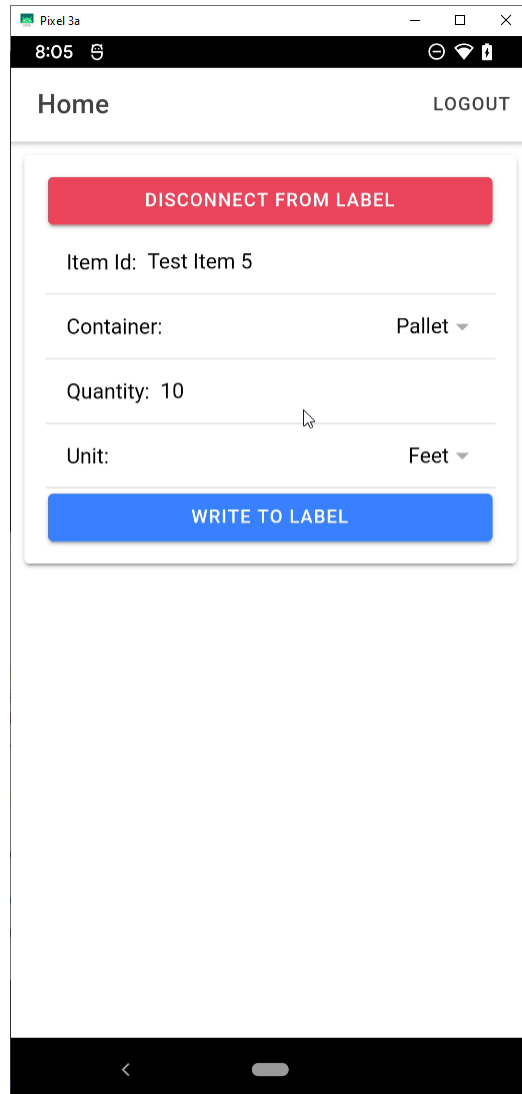 Pixel 3a
8:05
Home LOGOUT
DISCONNECT FROM LABEL
Item Id: Test Item 5
Container: Pallet
Quantity: 10
Unit: Feet
WRITE TO LABEL